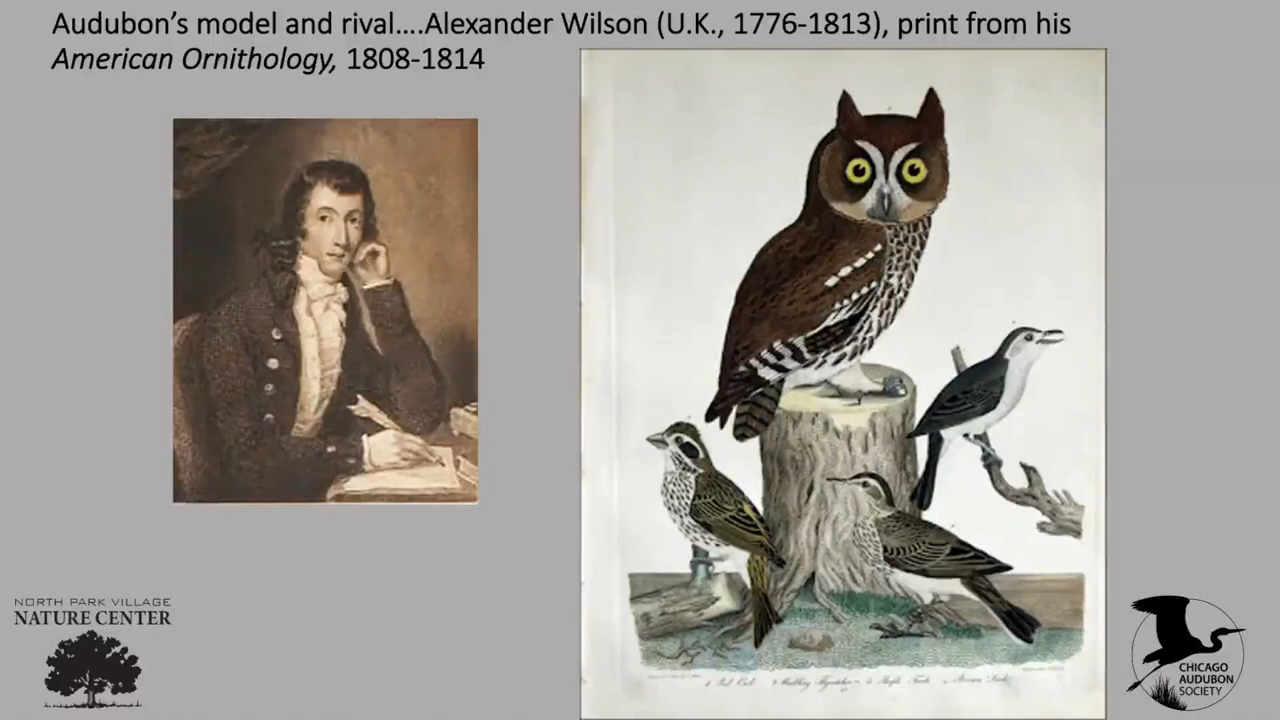 Audubon's model and rival....Alexander Wilson (U.K., 1776-1813), print from his
American Ornithology, 1808-1814
NORTH PARK VILLAGE
NATURE CENTER
CHICAGO
AUDUBON
SOCIETY